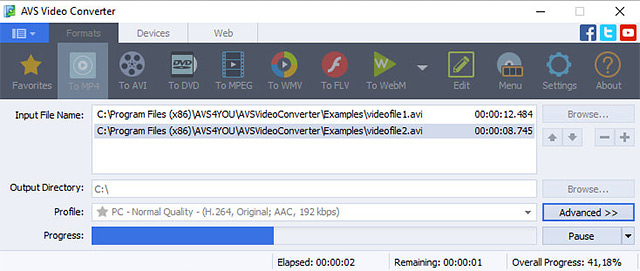 AVS Video Converter
Formats Devices Web
Favorites To MP4 To AVI To DVD To MPEG To WMV To FLV To WebM Edit Menu Settings About
Input File Name: C:\Program Files (x86)\AVS4YOU\AVSVideoConverter\Examples\videofile1.avi 00:00:12.484 Browse...
C:\Program Files (x86)\AVS4YOU\AVSVideoConverter\Examples\videofile2.avi 00:00:08.745
Output Directory: C:\ Browse...
Profile: PC - Normal Quality - (H.264, Original; AAC, 192 kbps) Advanced >>
Progress: Pause
Elapsed: 00:00:02 Remaining: 00:00:01 Overall Progress: 41,18%